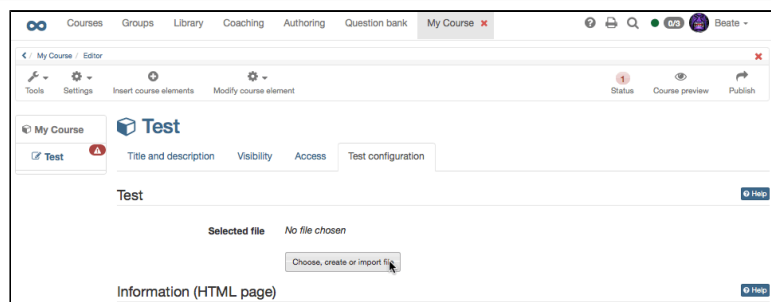 Courses Groups Library Coaching Authoring Question bank My Course 0/3 Beate
/ My Course / Editor
Tools Settings Insert course elements Modify course element 1 Status Course preview Publish
My Course
Test
Test
Title and description Visibility Access Test configuration
Test Help
Selected file No file chosen
Choose, create or import file
Information (HTML page) Help